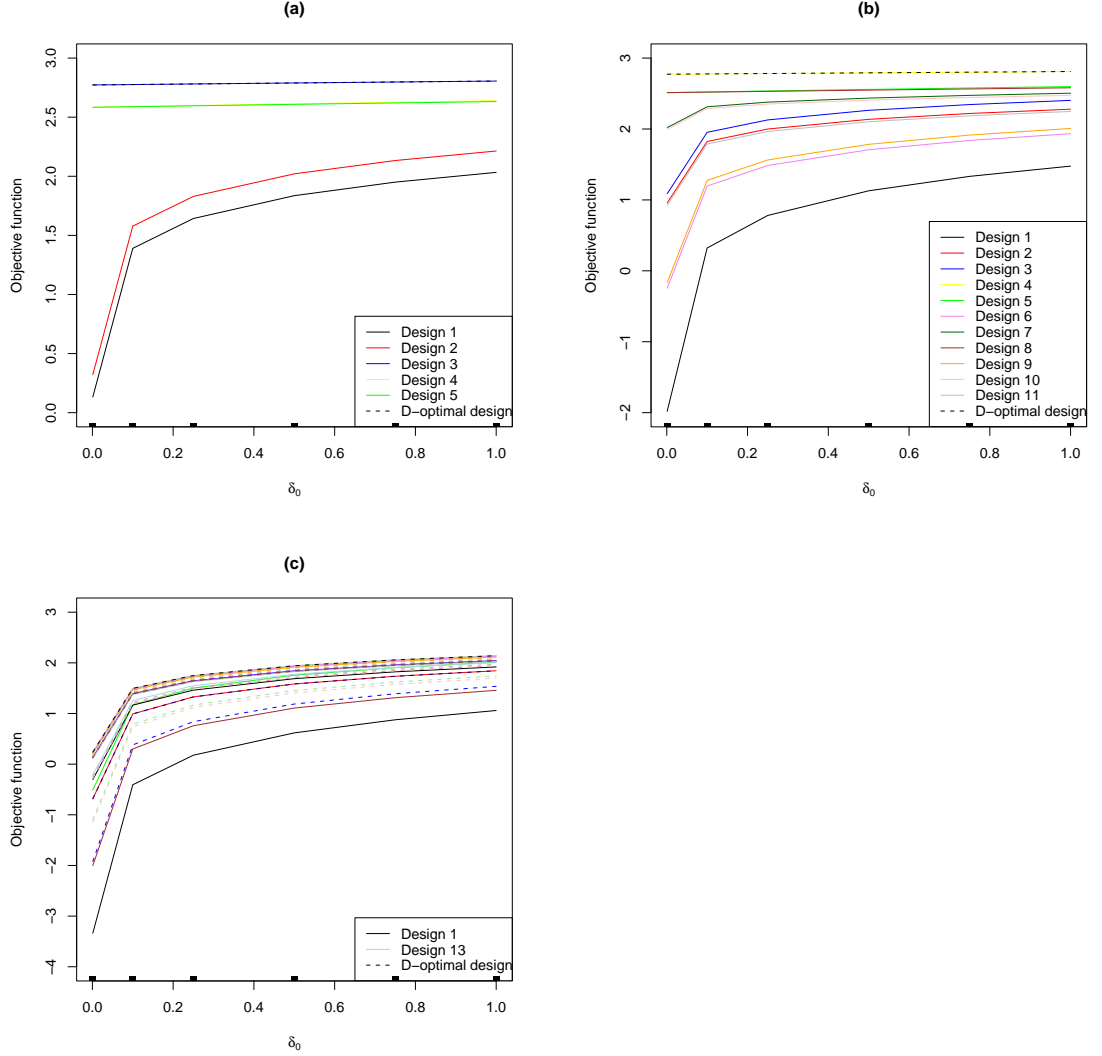 (a)
Objective function
3.0
2.5
2.0
1.5
1.0
0.5
0.0
Design 1
Design 2
Design 3
Design 4
Design 5
D−optimal design
0.0 0.2 0.4 0.6 0.8 1.0
δ0
(b)
Objective function
3
2
1
0
−1
−2
Design 1
Design 2
Design 3
Design 4
Design 5
Design 6
Design 7
Design 8
Design 9
Design 10
Design 11
D−optimal design
0.0 0.2 0.4 0.6 0.8 1.0
δ0
(c)
Objective function
3
2
1
0
−1
−2
−3
−4
Design 1
Design 13
D−optimal design
0.0 0.2 0.4 0.6 0.8 1.0
δ0